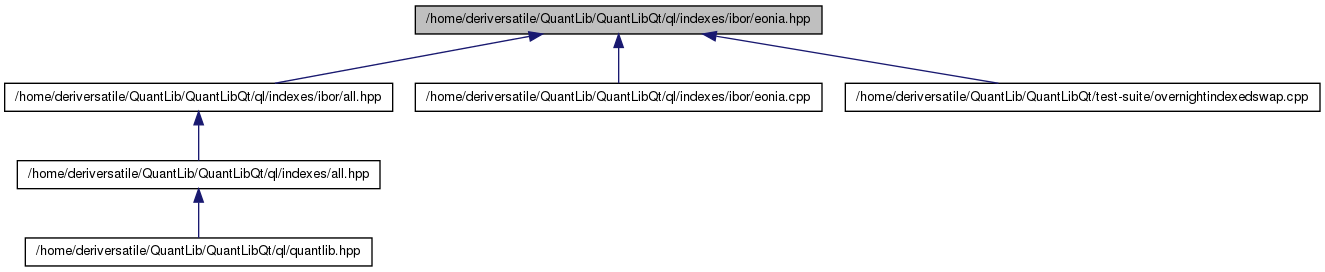 /home/deriversatile/QuantLib/QuantLibQt/ql/indexes/ibor/eonia.hpp
/home/deriversatile/QuantLib/QuantLibQt/ql/indexes/ibor/all.hpp
/home/deriversatile/QuantLib/QuantLibQt/ql/indexes/ibor/eonia.cpp
/home/deriversatile/QuantLib/QuantLibQt/test-suite/overnightindexedswap.cpp
/home/deriversatile/QuantLib/QuantLibQt/ql/indexes/all.hpp
/home/deriversatile/QuantLib/QuantLibQt/ql/quantlib.hpp